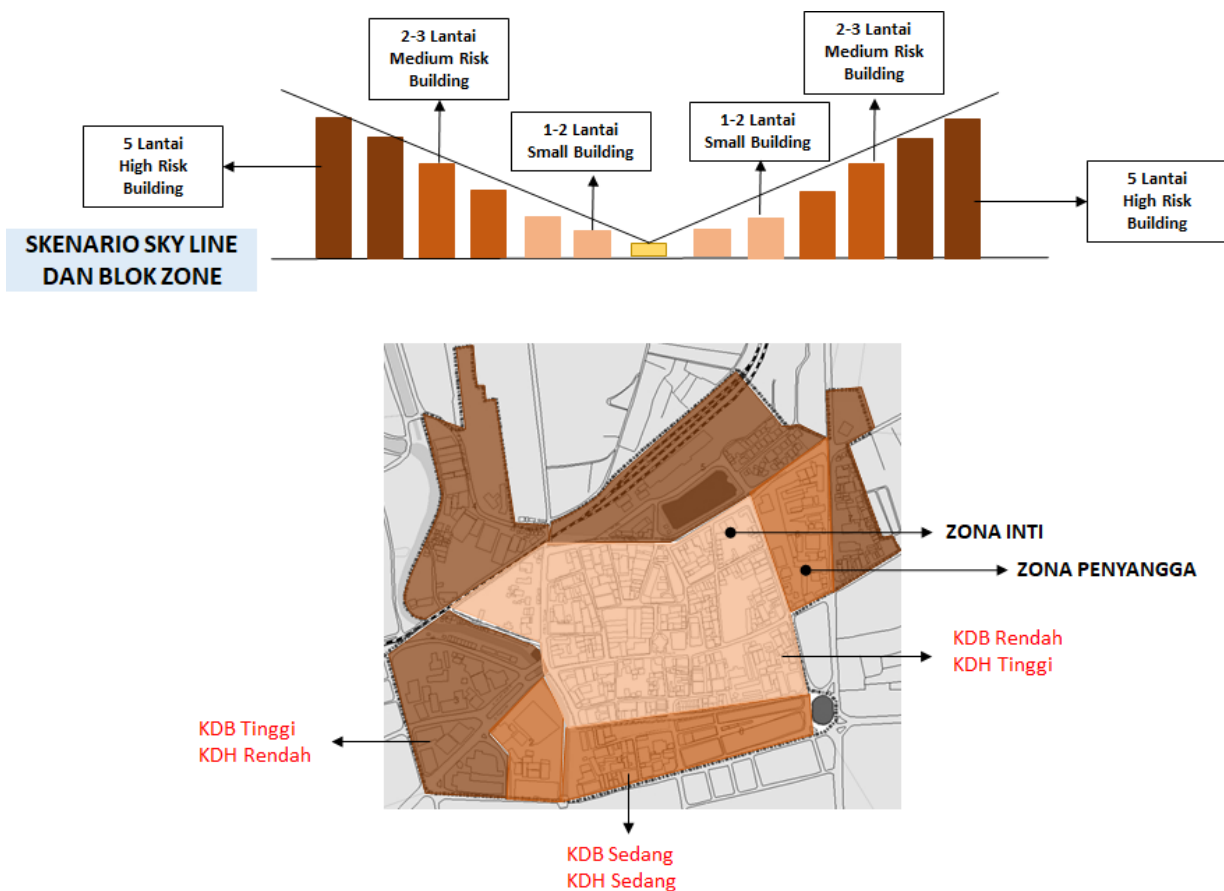 2-3 Lantai
Medium Risk
Building
2-3 Lantai
Medium Risk
Building
1-2 Lantai
Small Building
1-2 Lantai
Small Building
5 Lantai
High Risk
Building
5 Lantai
High Risk
Building
SKENARIO SKY LINE
DAN BLOK ZONE
ZONA INTI
ZONA PENYANGGA
KDB Rendah
KDH Tinggi
KDB Tinggi
KDH Rendah
KDB Sedang
KDH Sedang